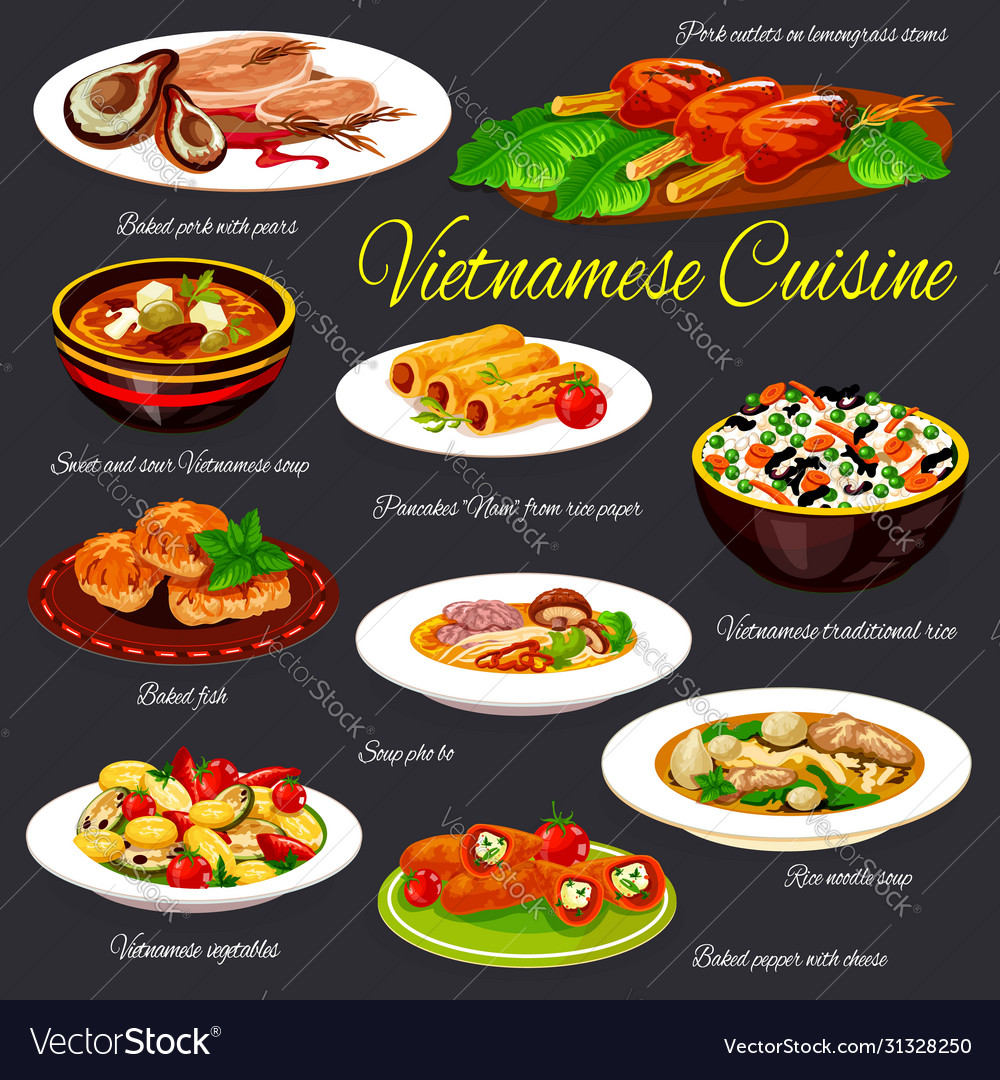 Pork cutlets on lemongrass stems
Baked pork with pears
Vietnamese Cuisine
Sweet and sour Vietnamese soup
Pancakes "Nam" from rice paper
Vietnamese traditional rice
Baked fish
Soup pho bo
Rice noodle soup
Vietnamese vegetables
Baked pepper with cheese
VectorStock®
VectorStock.com/31328250